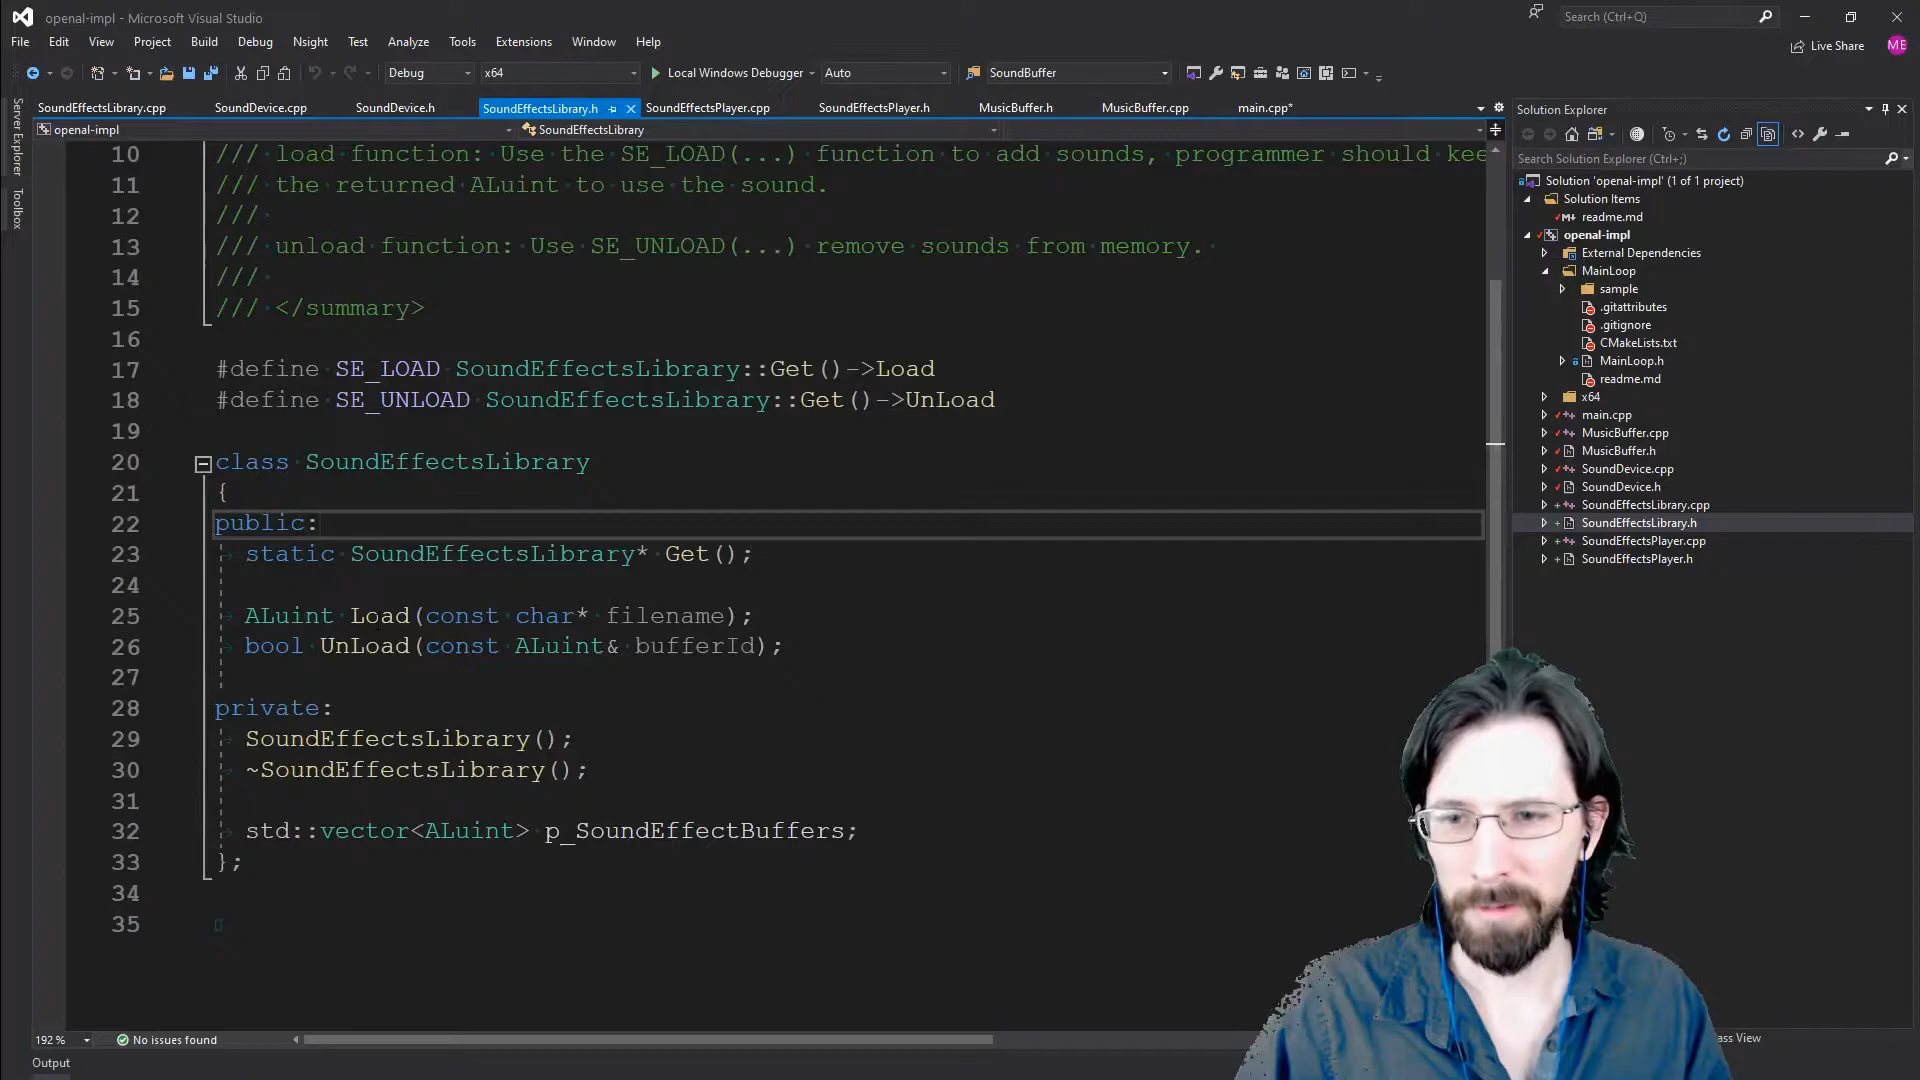 openal-impl - Microsoft Visual Studio
Search (Ctrl+Q)
File Edit View Project Build Debug Nsight Test Analyze Tools Extensions Window Help
Live Share ME
Debug x64 Local Windows Debugger Auto SoundBuffer
Server Explorer
Toolbox
SoundEffectsLibrary.cpp SoundDevice.cpp SoundDevice.h SoundEffectsLibrary.h SoundEffectsPlayer.cpp SoundEffectsPlayer.h MusicBuffer.h MusicBuffer.cpp main.cpp*
openal-impl SoundEffectsLibrary
10 /// load function: Use the SE_LOAD(...) function to add sounds, programmer should kee
11 /// the returned ALuint to use the sound.
12 ///
13 /// unload function: Use SE_UNLOAD(...) remove sounds from memory.
14 ///
15 /// </summary>
16
17 #define SE_LOAD SoundEffectsLibrary::Get()->Load
18 #define SE_UNLOAD SoundEffectsLibrary::Get()->UnLoad
19
20 class SoundEffectsLibrary
21 {
22 public:
23 static SoundEffectsLibrary* Get();
24
25 ALuint Load(const char* filename);
26 bool UnLoad(const ALuint& bufferId);
27
28 private:
29 SoundEffectsLibrary();
30 ~SoundEffectsLibrary();
31
32 std::vector<ALuint> p_SoundEffectBuffers;
33 };
34
35
192 % No issues found
Output
Solution Explorer
Search Solution Explorer (Ctrl+;)
Solution 'openal-impl' (1 of 1 project)
Solution Items
readme.md
openal-impl
External Dependencies
MainLoop
sample
.gitattributes
.gitignore
CMakeLists.txt
MainLoop.h
readme.md
x64
main.cpp
MusicBuffer.cpp
MusicBuffer.h
SoundDevice.cpp
SoundDevice.h
SoundEffectsLibrary.cpp
SoundEffectsLibrary.h
SoundEffectsPlayer.cpp
SoundEffectsPlayer.h
View